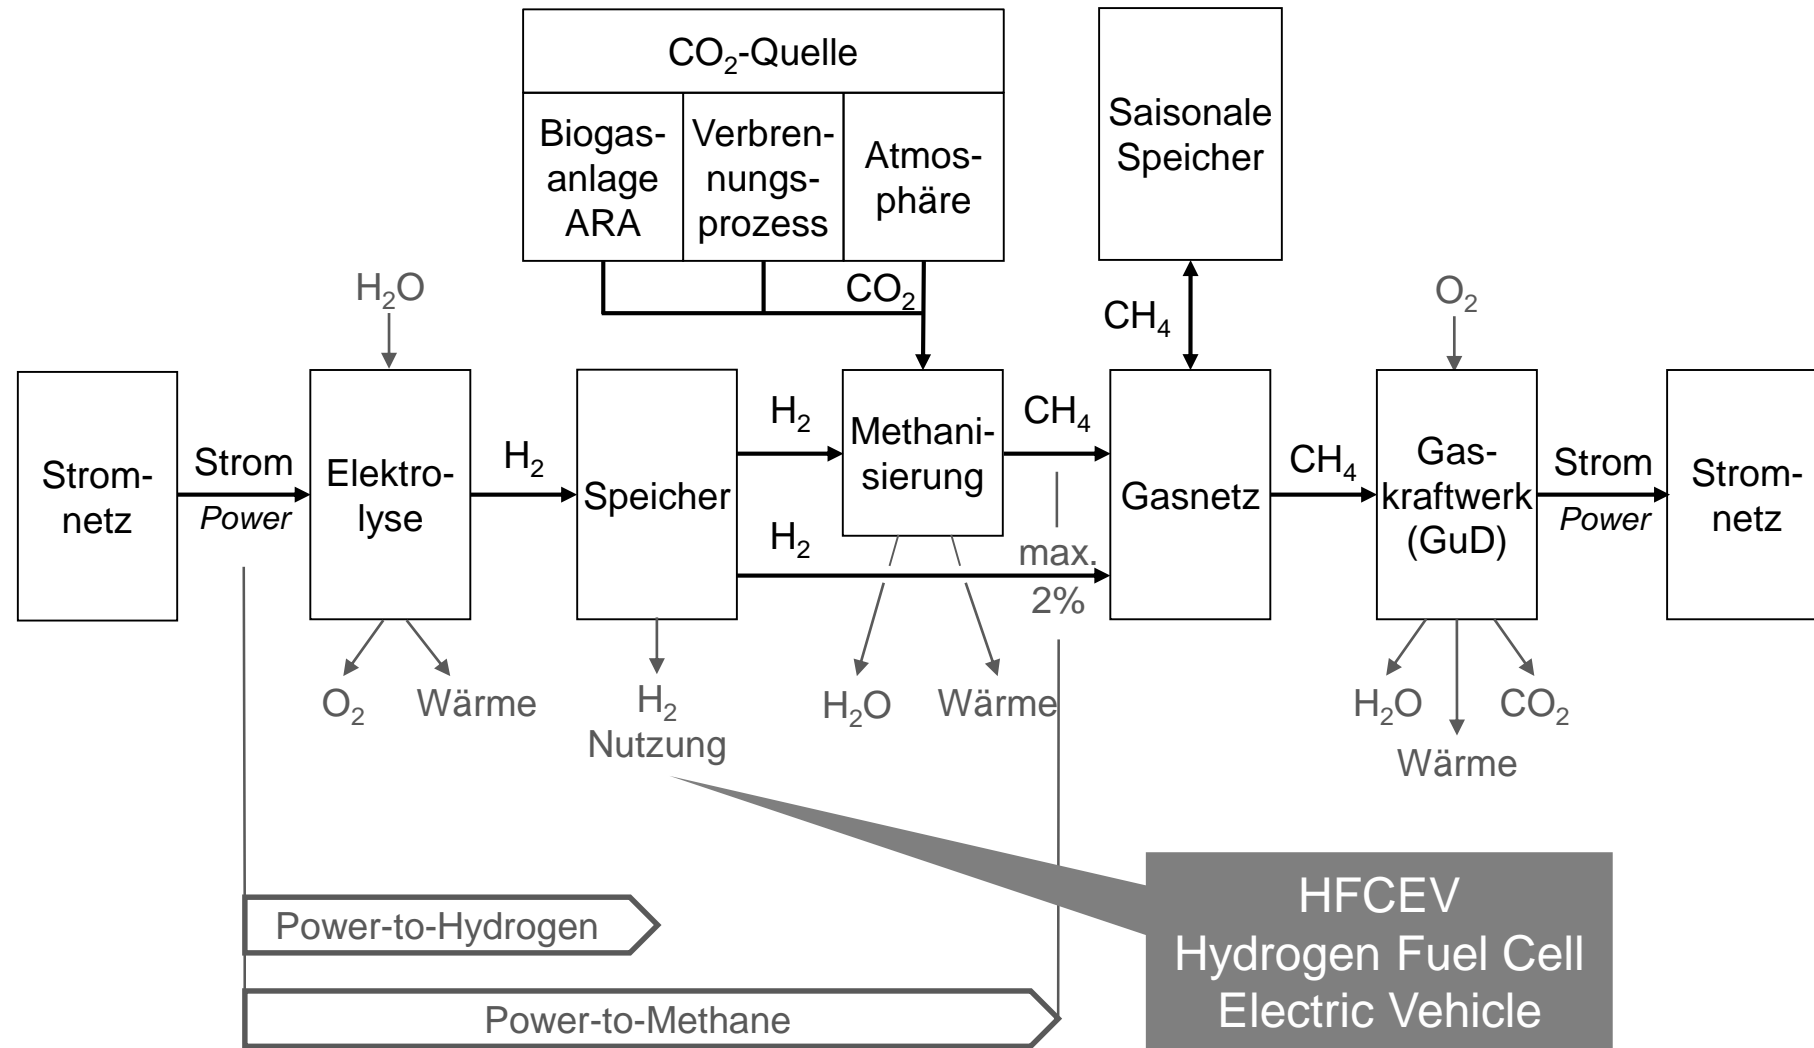 CO₂-Quelle
Biogas-
anlage
ARA
Verbren-
nungs-
prozess
Atmos-
phäre
Saisonale
Speicher
H₂O
CO₂
CH₄
O₂
Strom-
netz
Strom
Power
Elektro-
lyse
H₂
Speicher
H₂
H₂
Methani-
sierung
CH₄
max.
2%
Gasnetz
CH₄
Gas-
kraftwerk
(GuD)
Strom
Power
Strom-
netz
O₂
Wärme
H₂
Nutzung
H₂O
Wärme
H₂O
CO₂
Wärme
Power-to-Hydrogen
Power-to-Methane
HFCEV
Hydrogen Fuel Cell
Electric Vehicle